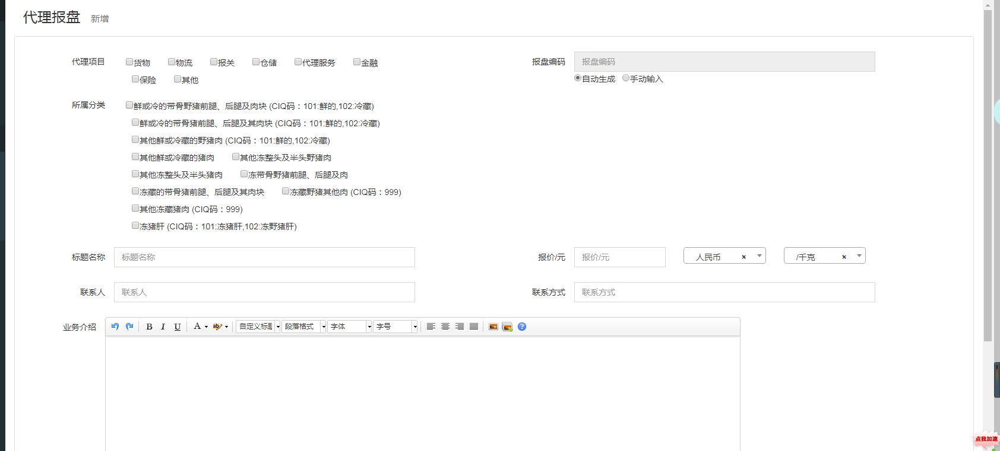 代理报盘 新增
代理项目 货物 物流 报关 仓储 代理服务 金融
保险 其他
报盘编码 报盘编码
自动生成 手动输入
所属分类 鲜或冷的带骨野猪前腿、后腿及肉块 (CIQ码：101:鲜的,102:冷藏)
鲜或冷的带骨猪前腿、后腿及其肉块 (CIQ码：101:鲜的,102:冷藏)
其他鲜或冷藏的野猪肉 (CIQ码：101:鲜的,102:冷藏)
其他鲜或冷藏的猪肉 其他冻整头及半头野猪肉
其他冻整头及半头猪肉 冻带骨野猪前腿、后腿及肉
冻藏的带骨猪前腿、后腿及其肉块 冻藏野猪其他肉 (CIQ码：999)
其他冻藏猪肉 (CIQ码：999)
冻猪肝 (CIQ码：101:冻猪肝,102:冻野猪肝)
标题名称 标题名称 报价/元 报价/元 人民币 × /千克 ×
联系人 联系人 联系方式 联系方式
业务介绍 B I U A ab 自定义标题 段落格式 字体 字号 ?
点我加速